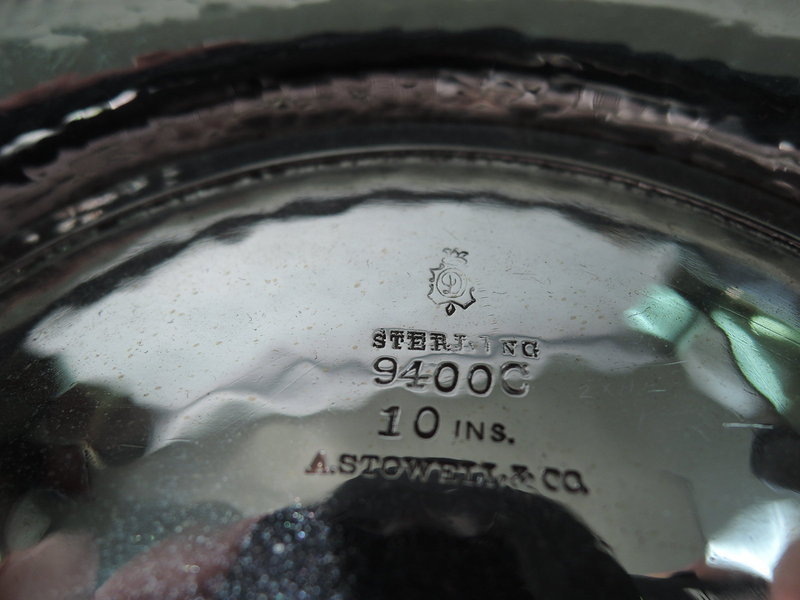 D
STERLING
9400C
10 INS.
A. STOWELL & CO.